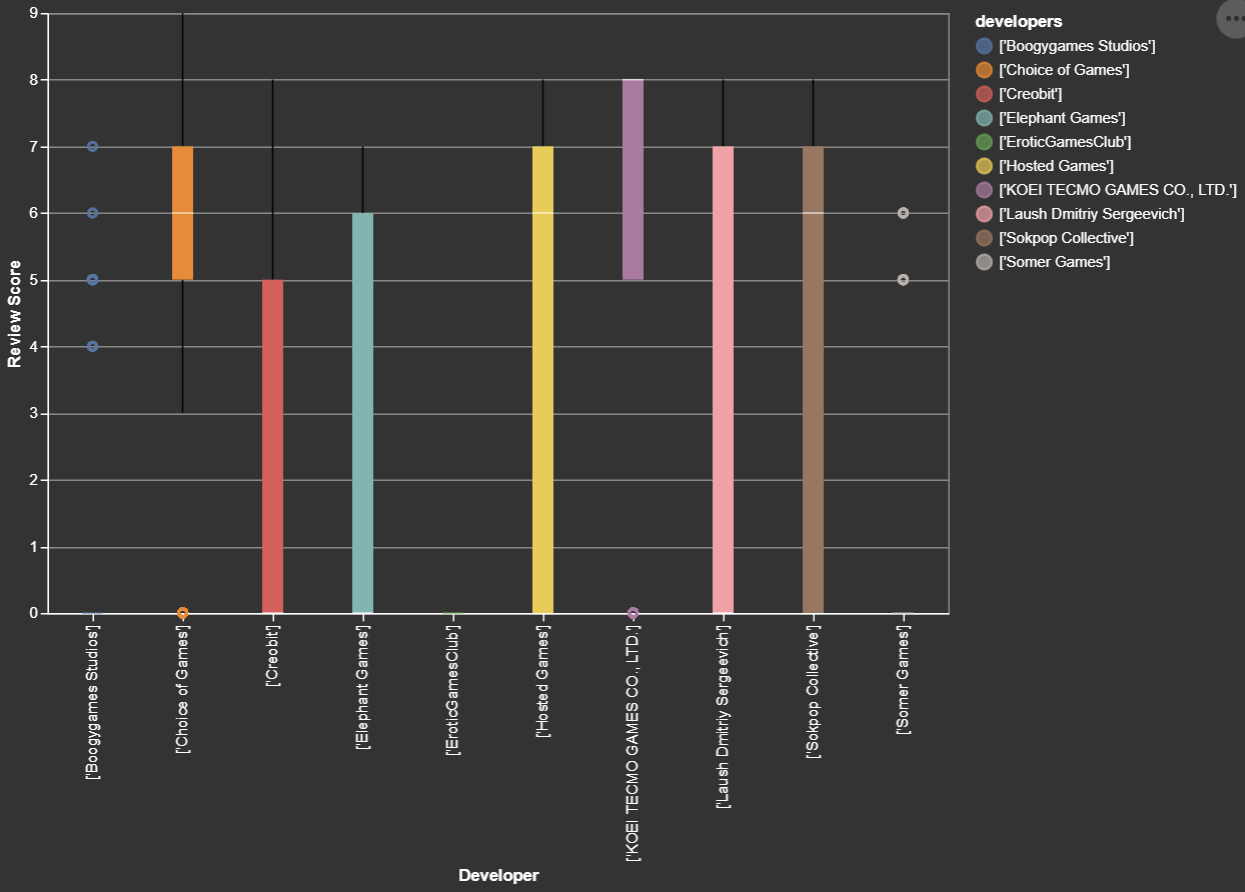 9
8
7
6
5
4
3
2
1
0
Review Score
['Boogygames Studios']
['Choice of Games']
['Creobit']
['Elephant Games']
['EroticGamesClub']
['Hosted Games']
['KOEI TECMO GAMES CO., LTD.']
['Laush Dmitriy Sergeevich']
['Sokpop Collective']
['Somer Games']
Developer
developers
['Boogygames Studios']
['Choice of Games']
['Creobit']
['Elephant Games']
['EroticGamesClub']
['Hosted Games']
['KOEI TECMO GAMES CO., LTD.']
['Laush Dmitriy Sergeevich']
['Sokpop Collective']
['Somer Games']